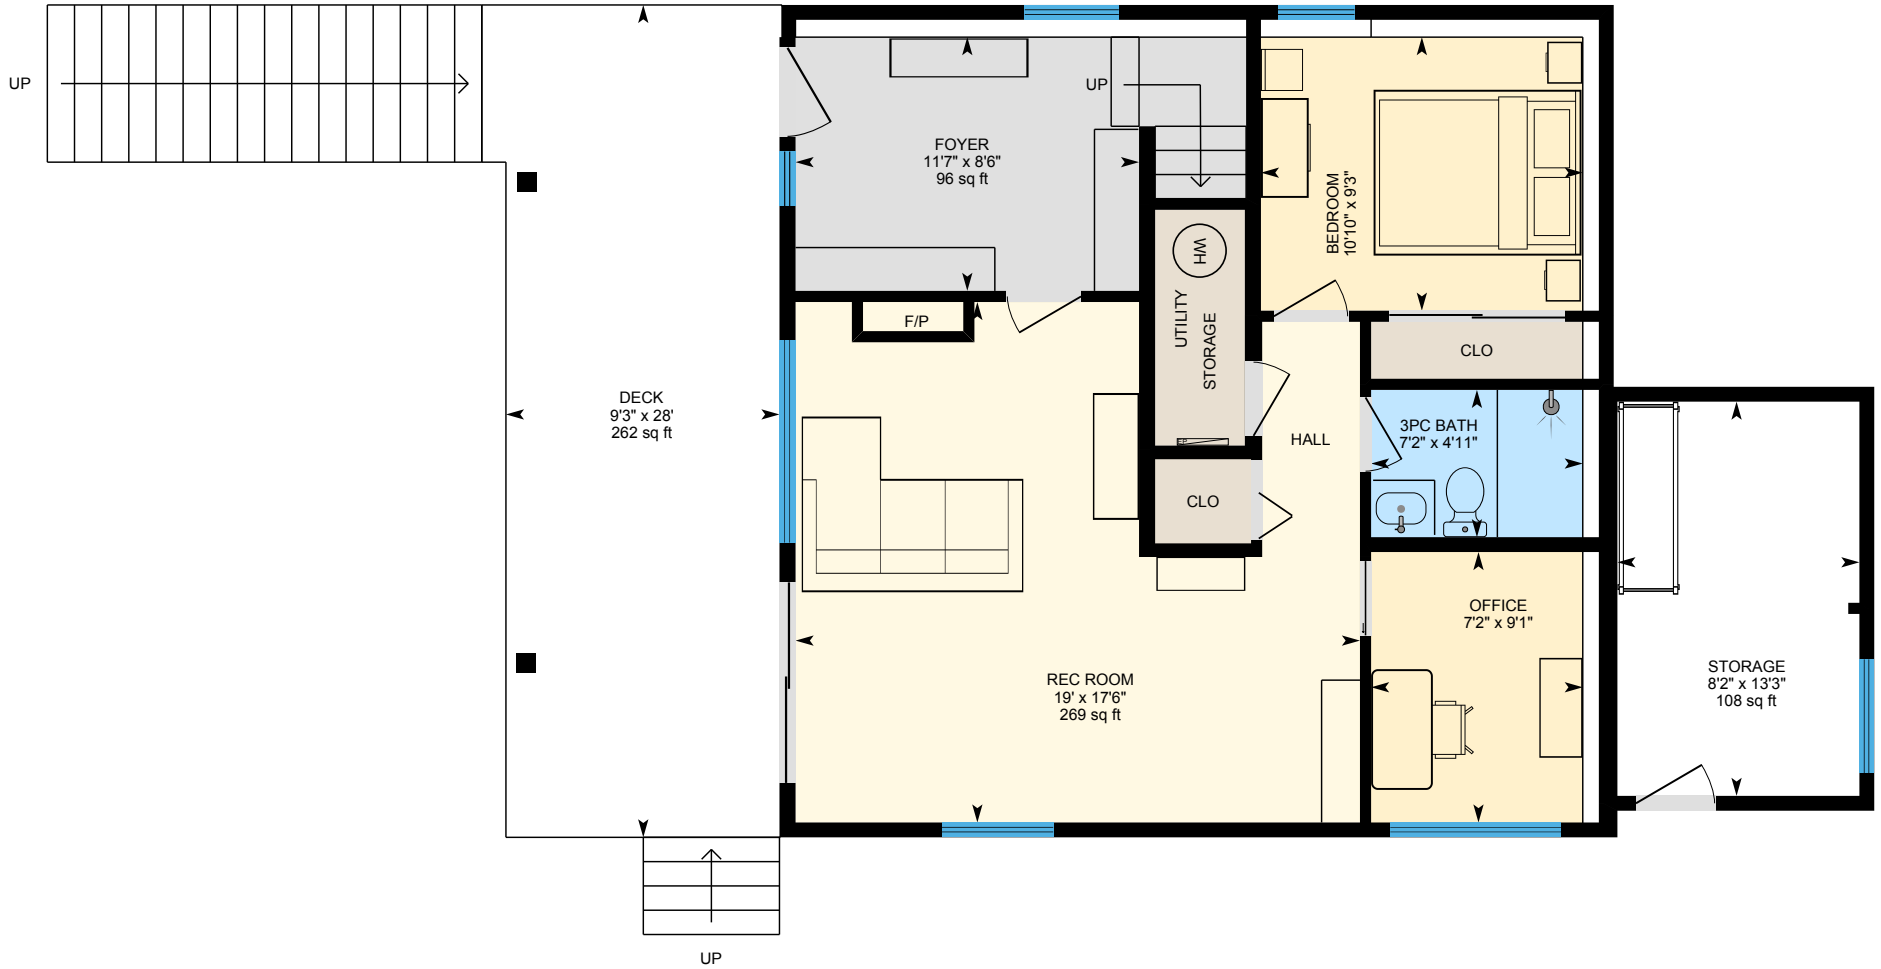 UP
UP
FOYER
11'7" x 8'6"
96 sq ft
BEDROOM
10'10" x 9'3"
WH
UTILITY
STORAGE
F/P
CLO
DECK
9'3" x 28'
262 sq ft
3PC BATH
7'2" x 4'11"
HALL
EP
CLO
OFFICE
7'2" x 9'1"
REC ROOM
19' x 17'6"
269 sq ft
STORAGE
8'2" x 13'3"
108 sq ft
UP